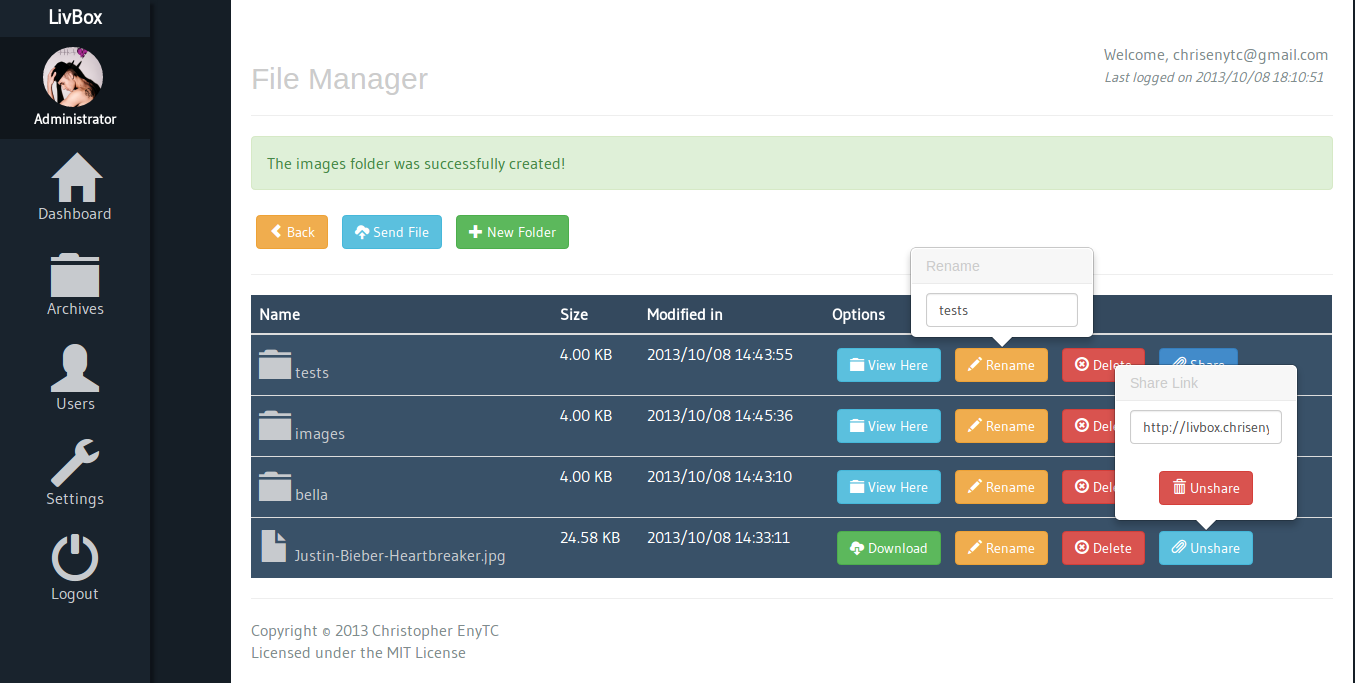 LivBox
Administrator
Dashboard
Archives
Users
Settings
Logout
Welcome, chrisenytc@gmail.com
Last logged on 2013/10/08 18:10:51
File Manager
The images folder was successfully created!
Back Send File New Folder
Rename
tests
Name Size Modified in Options
tests 4.00 KB 2013/10/08 14:43:55 View Here Rename Delete Share
Share Link
http://livbox.chriseny
Unshare
images 4.00 KB 2013/10/08 14:45:36 View Here Rename Del
bella 4.00 KB 2013/10/08 14:43:10 View Here Rename Del
Justin-Bieber-Heartbreaker.jpg 24.58 KB 2013/10/08 14:33:11 Download Rename Delete Unshare
Copyright © 2013 Christopher EnyTC
Licensed under the MIT License